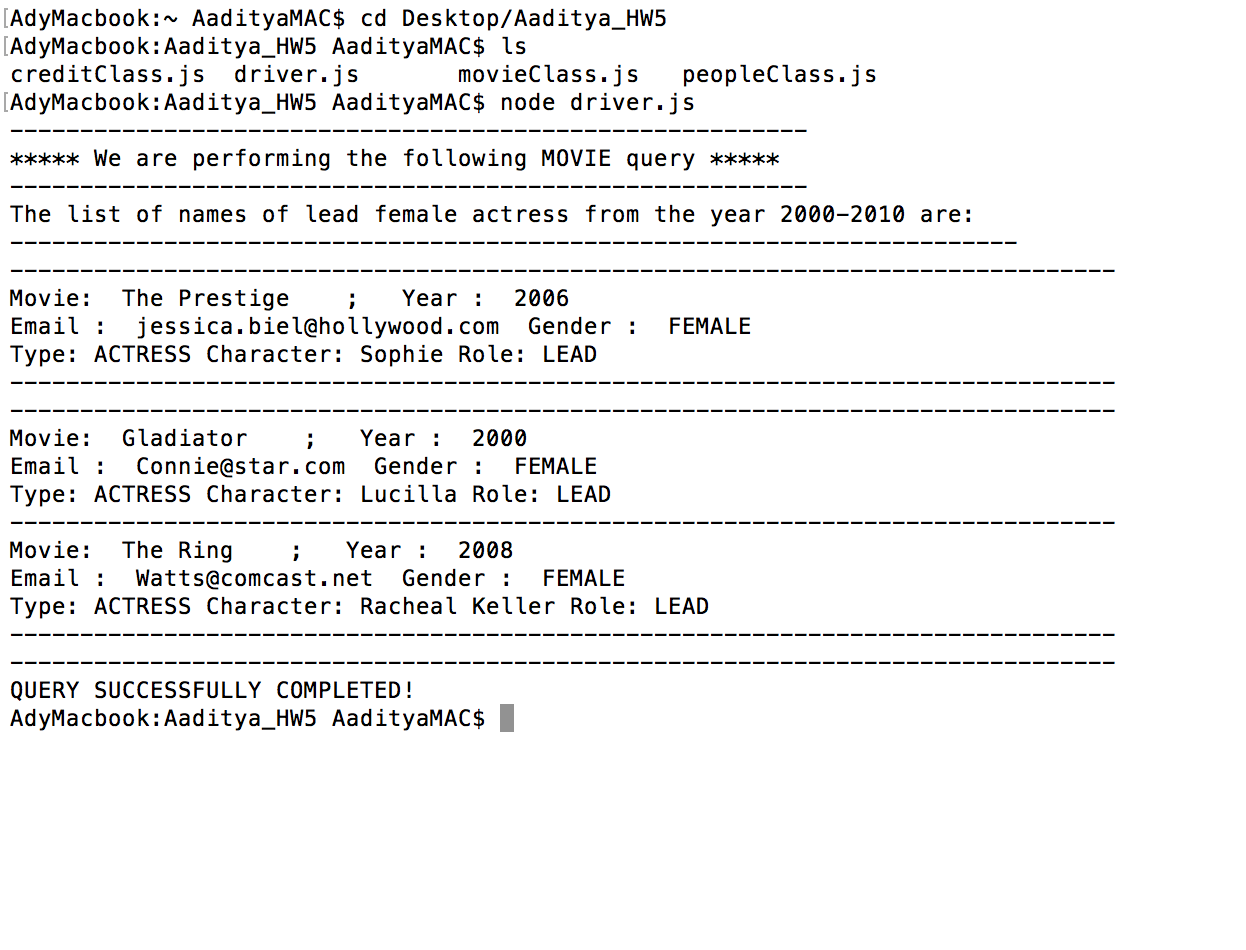 [AdyMacbook:~ AadityaMAC$ cd Desktop/Aaditya_HW5
[AdyMacbook:Aaditya_HW5 AadityaMAC$ ls
creditClass.js  driver.js       movieClass.js   peopleClass.js
[AdyMacbook:Aaditya_HW5 AadityaMAC$ node driver.js
---------------------------------------------------------
***** We are performing the following MOVIE query *****
---------------------------------------------------------
The list of names of lead female actress from the year 2000-2010 are:
------------------------------------------------------------------------
-------------------------------------------------------------------------------
Movie:  The Prestige    ;   Year :  2006
Email :  jessica.biel@hollywood.com  Gender :  FEMALE
Type: ACTRESS Character: Sophie Role: LEAD
-------------------------------------------------------------------------------
-------------------------------------------------------------------------------
Movie:  Gladiator    ;   Year :  2000
Email :  Connie@star.com  Gender :  FEMALE
Type: ACTRESS Character: Lucilla Role: LEAD
-------------------------------------------------------------------------------
Movie:  The Ring    ;   Year :  2008
Email :  Watts@comcast.net  Gender :  FEMALE
Type: ACTRESS Character: Racheal Keller Role: LEAD
-------------------------------------------------------------------------------
-------------------------------------------------------------------------------
QUERY SUCCESSFULLY COMPLETED!
AdyMacbook:Aaditya_HW5 AadityaMAC$